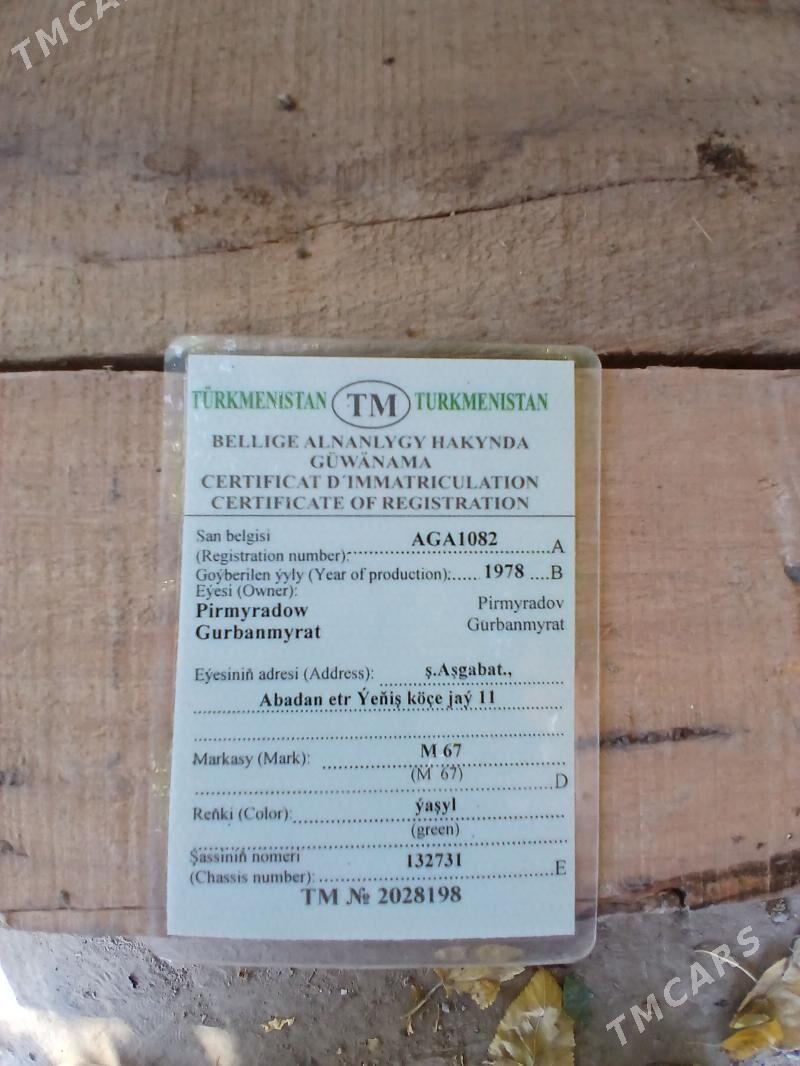 TMCARS
TÜRKMENISTAN TM TURKMENISTAN
BELLIGE ALNANLYGY HAKYNDA
GÜWÄNAMA
CERTIFICAT D'IMMATRICULATION
CERTIFICATE OF REGISTRATION
San belgisi
(Registration number): AGA1082 A
Goýberilen ýyly (Year of production):..... 1978 ....B
Eýesi (Owner):
Pirmyradow Pirmyradov
Gurbanmyrat Gurbanmyrat
Eýesiniň adresi (Address): ş.Aşgabat.,
Abadan etr Ýeňiş köçe jaý 11
Markasy (Mark): M 67
(M 67) D
Reňki (Color): ýaşyl
(green)
Şassiniň nomeri 132731
(Chassis number): E
TM № 2028198
TMCARS